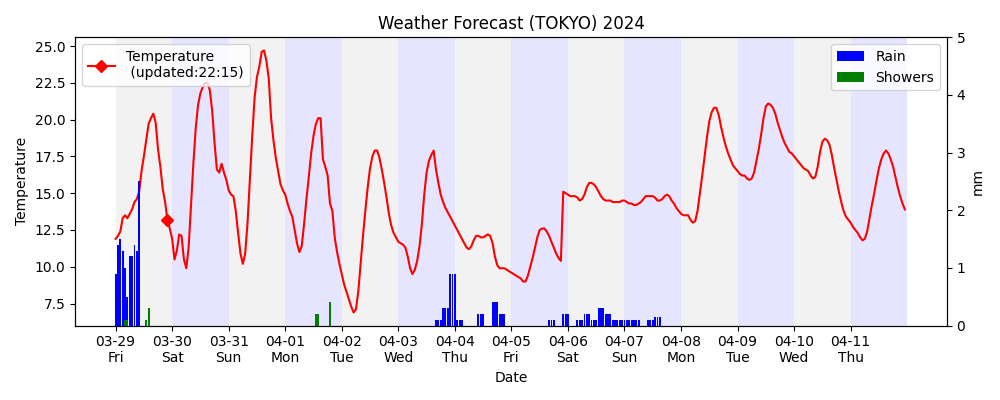 Weather Forecast (TOKYO) 2024
Temperature
(updated:22:15)
Rain
Showers
25.0
22.5
20.0
17.5
15.0
12.5
10.0
7.5
Temperature
5
4
3
2
1
0
mm
03-29 03-30 03-31 04-01 04-02 04-03 04-04 04-05 04-06 04-07 04-08 04-09 04-10 04-11
Fri Sat Sun Mon Tue Wed Thu Fri Sat Sun Mon Tue Wed Thu
Date